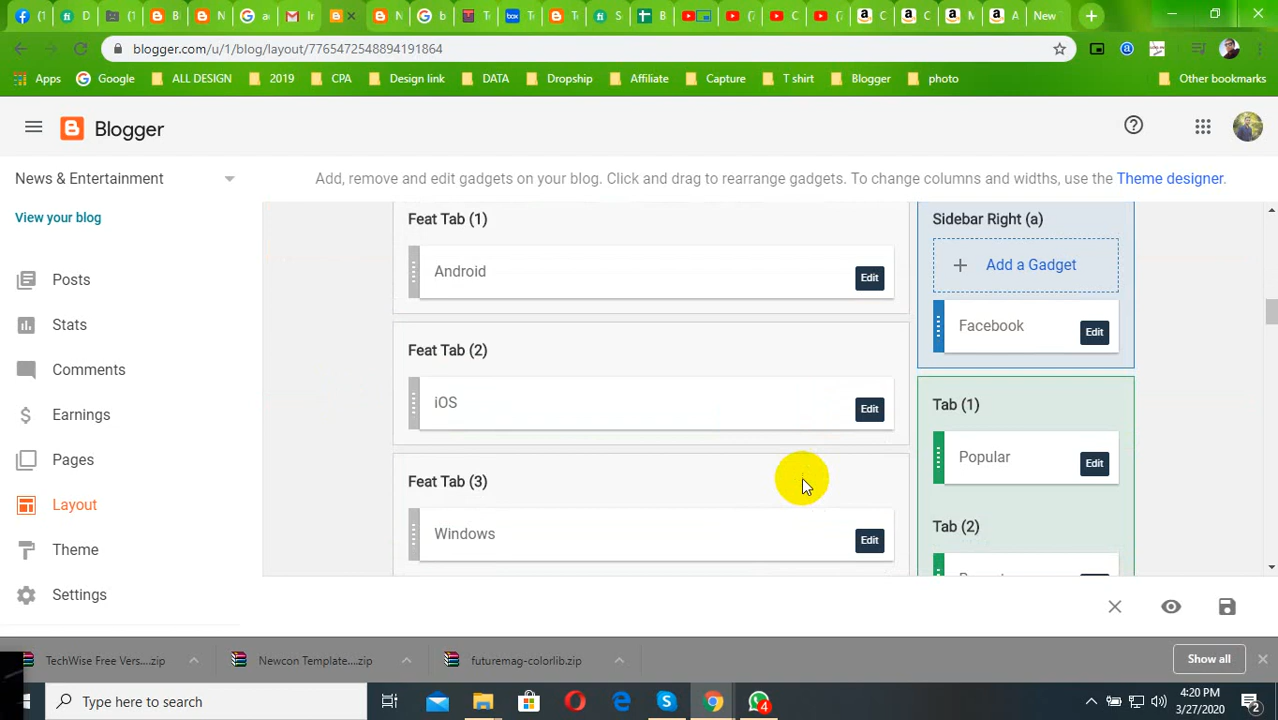 blogger.com/u/1/blog/layout/7765472548894191864
Apps Google ALL DESIGN 2019 CPA Design link DATA Dropship Affiliate Capture T shirt Blogger photo Other bookmarks
Blogger
News & Entertainment
Add, remove and edit gadgets on your blog. Click and drag to rearrange gadgets. To change columns and widths, use the Theme designer.
View your blog
Posts
Stats
Comments
Earnings
Pages
Layout
Theme
Settings
Feat Tab (1)
Android Edit
Feat Tab (2)
iOS Edit
Feat Tab (3)
Windows Edit
Sidebar Right (a)
Add a Gadget
Facebook Edit
Tab (1)
Popular Edit
Tab (2)
TechWise Free Vers....zip Newcon Template....zip futuremag-colorlib.zip Show all
Type here to search
4
4:20 PM
3/27/2020
2